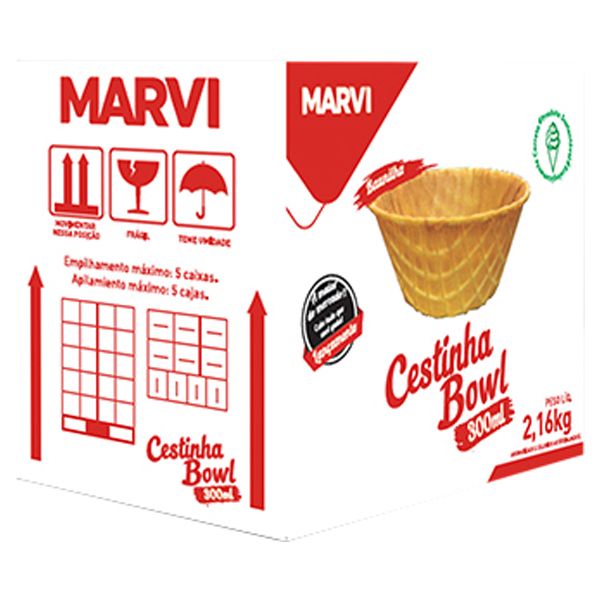 MARVI
MOVIMENTAR
NESSA POSIÇÃO
FRÁGIL
TEME UMIDADE
Empilhamento máximo: 5 caixas.
Apilamiento máximo: 5 cajas.
Cestinha
Bowl
300ml
MARVI
Baunilha
Lançamento
Cestinha
Bowl
300ml
PESO LÍQ.
2,16kg